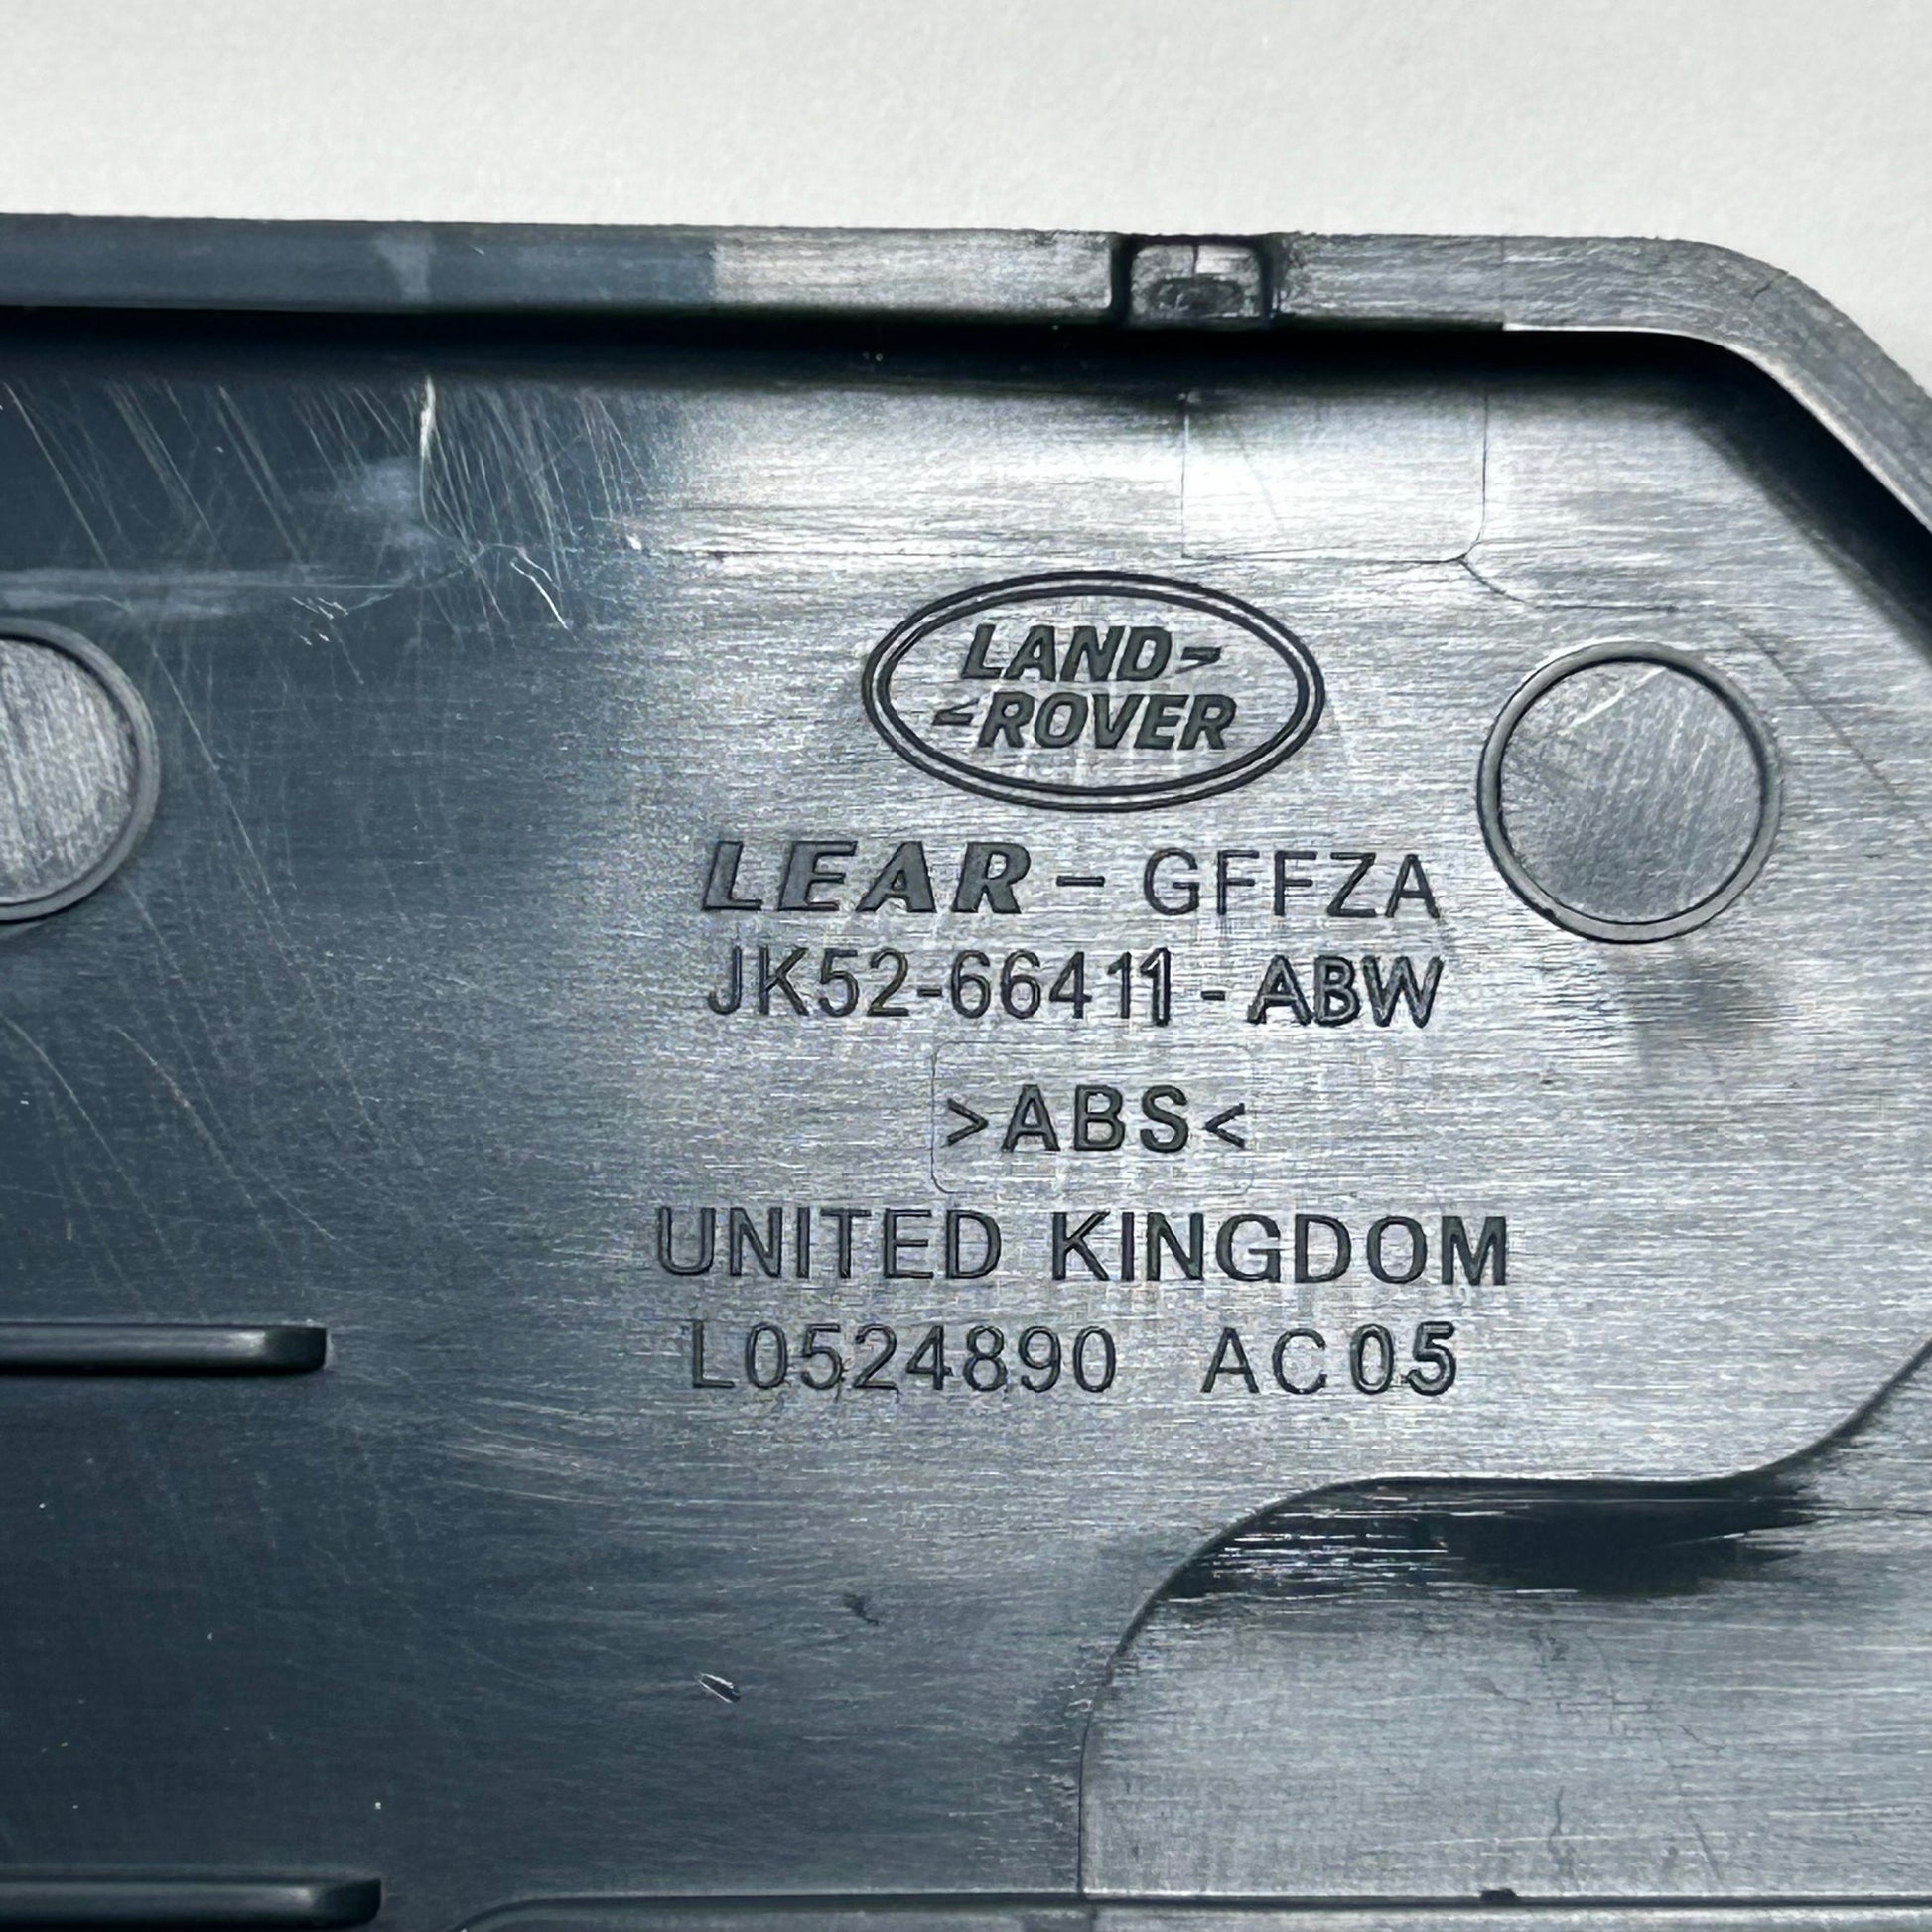 LAND-
-ROVER
LEAR - GFFZA
JK52-66411-ABW
>ABS<
UNITED KINGDOM
L0524890 AC05